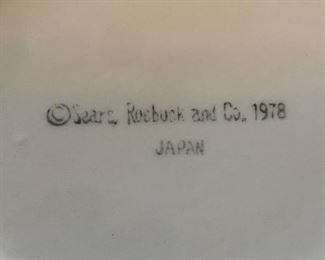 ©Sears, Roebuck and Co., 1978
JAPAN